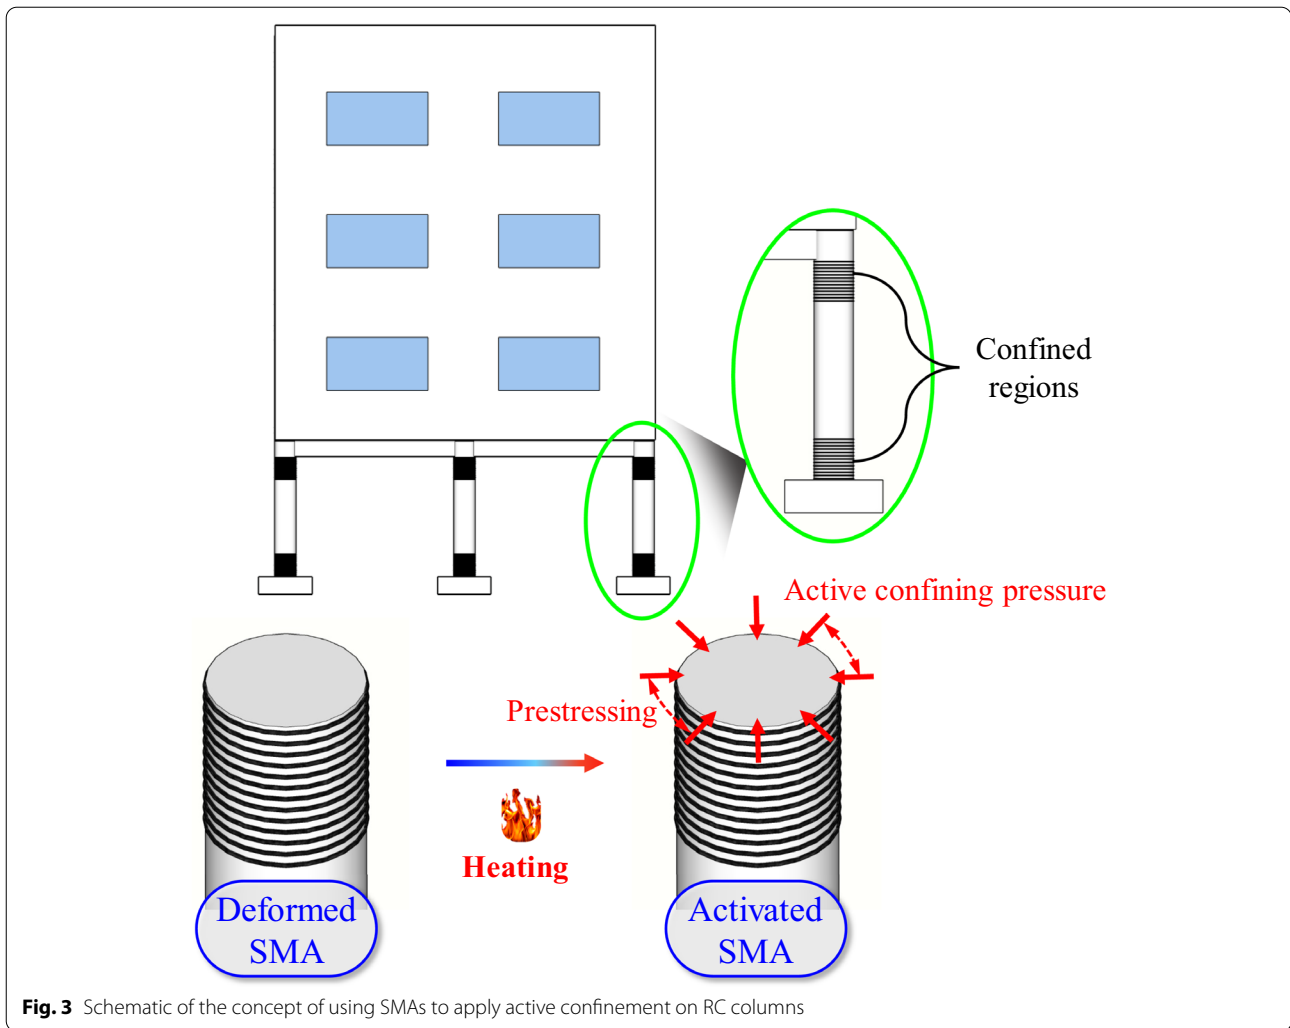 Confined
regions
Active confining pressure
Prestressing
Heating
Deformed
SMA
Activated
SMA
Fig. 3 Schematic of the concept of using SMAs to apply active confinement on RC columns